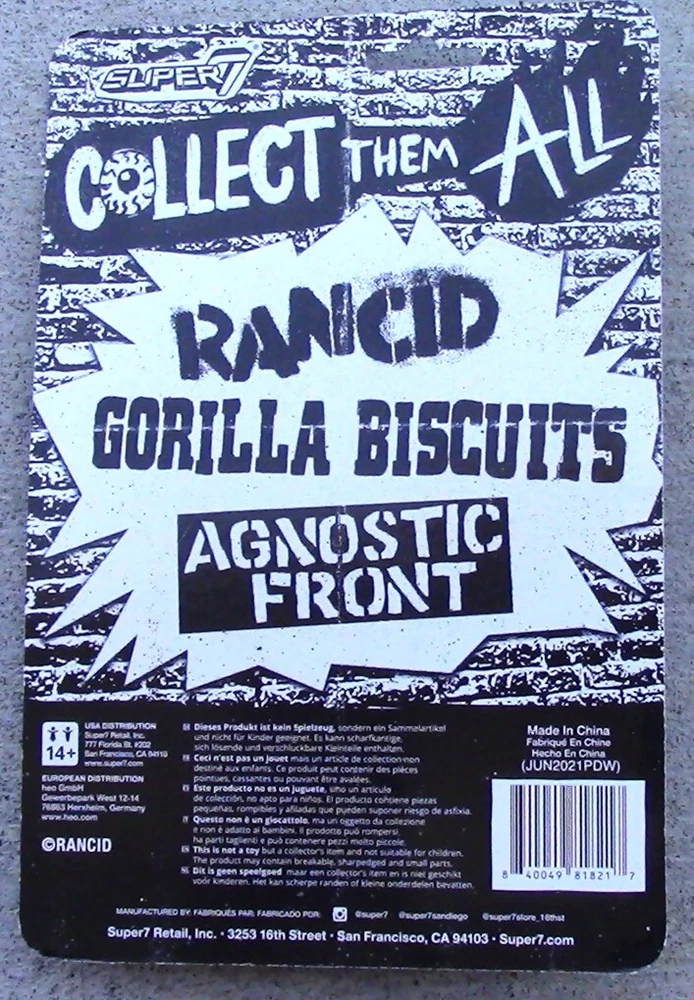 SUPER7
COLLECT THEM ALL
RANCID
GORILLA BISCUITS
AGNOSTIC
FRONT
14+
USA DISTRIBUTION
Super7 Retail, Inc.
777 Florida St. #202
San Francisco, CA 94110
www.super7.com
EUROPEAN DISTRIBUTION
heo GmbH
Gewerbepark West 12-14
76863 Herxheim, Germany
www.heo.com
©RANCID
Dieses Produkt ist kein Spielzeug, sondern ein Sammelartikel
und nicht für Kinder geeignet. Es kann scharfkantige,
sich lösende und verschluckbare Kleinteile enthalten.
Ceci n'est pas un jouet mais un article de collection non
destiné aux enfants. Ce produit peut contenir des pièces
pointues, cassantes ou pouvant être avalées.
Este producto no es un juguete, sino un artículo
de colección, no apto para niños. El producto contiene piezas
pequeñas, rompibles y afiladas que pueden suponer riesgo de asfixia.
Questo non è un giocattolo, ma un oggetto da collezione
e non è adatto ai bambini. Il prodotto può rompersi,
ha parti taglienti e può contenere pezzi molto piccole.
This is not a toy but a collector's item and not suitable for children.
The product may contain breakable, sharpedged and small parts.
Dit is geen speelgoed maar een collector's item en is niet geschikt
vóór kinderen. Het kan scherpe randen of kleine onderdelen bevatten.
Made In China
Fabriqué En Chine
Hecho En China
(JUN2021PDW)
8 40049 81821 7
MANUFACTURED BY: FABRIQUÉS PAR: FABRICADO POR: @super7 @super7sandiego @super7store_16thst
Super7 Retail, Inc. · 3253 16th Street · San Francisco, CA 94103 · Super7.com